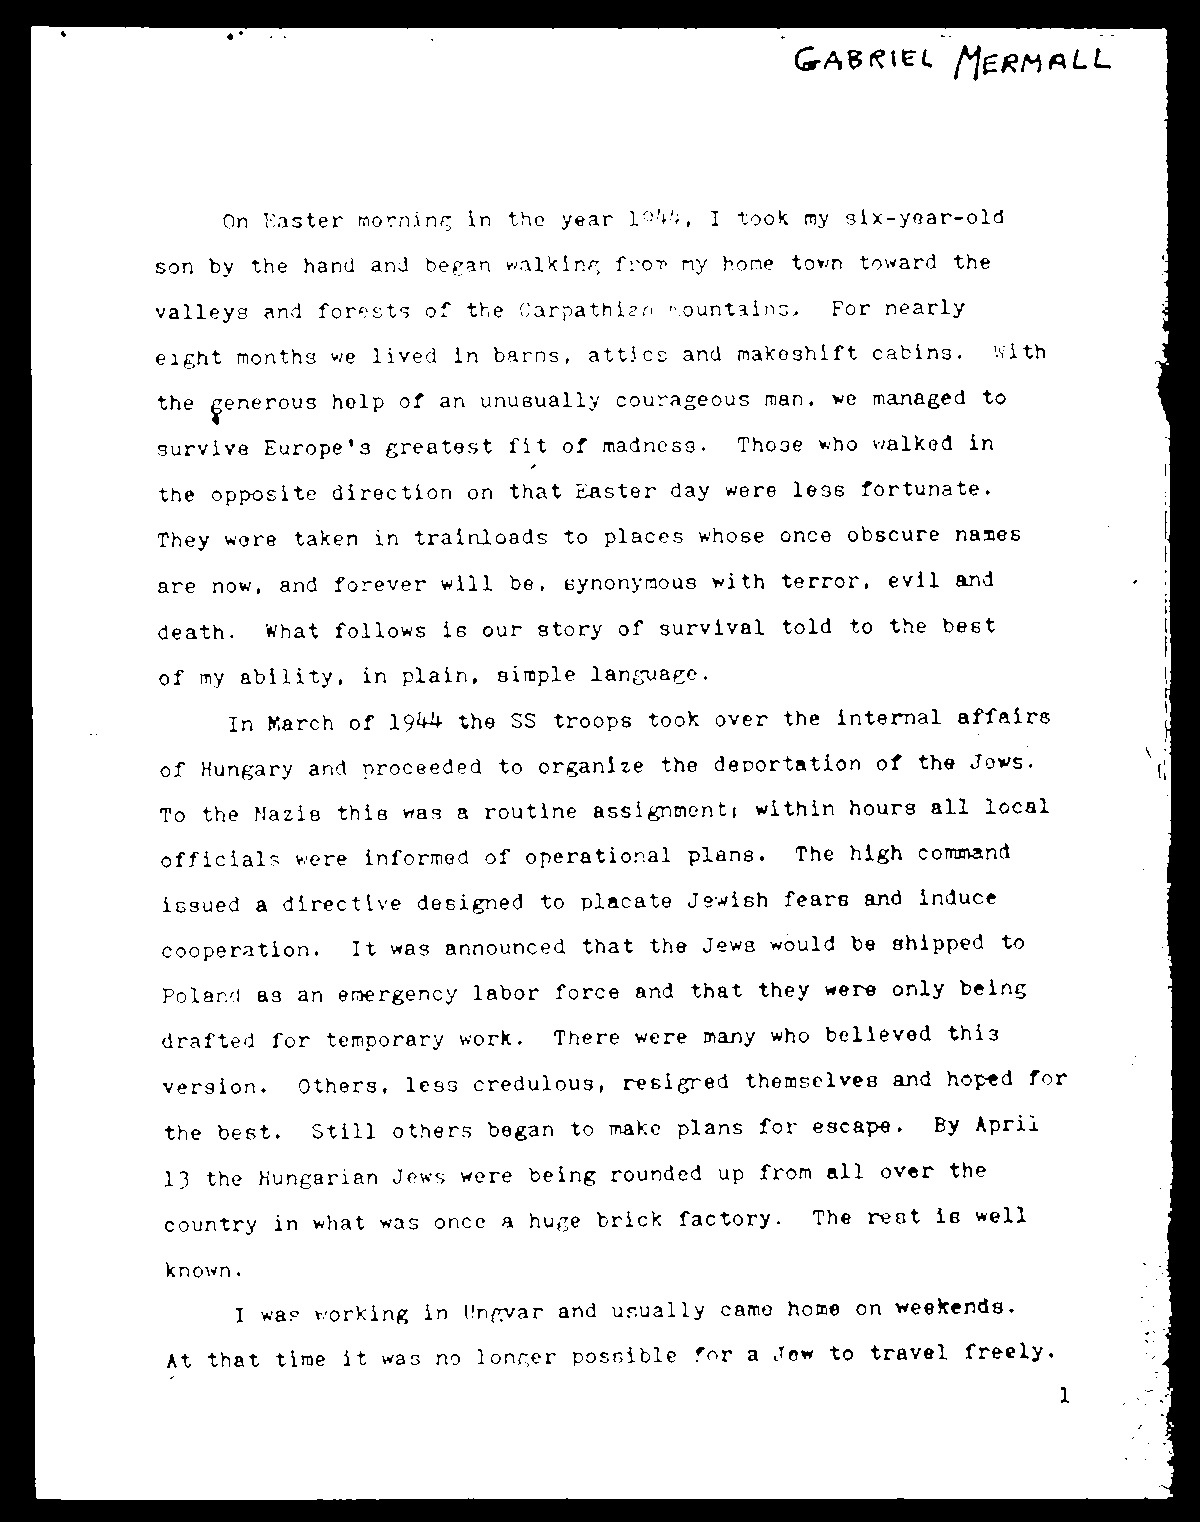 GABRIEL MERMALL
On Easter morning in the year 1944, I took my six-year-old
son by the hand and began walking from my home town toward the
valleys and forests of the Carpathian mountains. For nearly
eight months we lived in barns, attics and makeshift cabins. With
the generous help of an unusually courageous man, we managed to
survive Europe's greatest fit of madness. Those who walked in
the opposite direction on that Easter day were less fortunate.
They were taken in trainloads to places whose once obscure names
are now, and forever will be, synonymous with terror, evil and
death. What follows is our story of survival told to the best
of my ability, in plain, simple language.
In March of 1944 the SS troops took over the internal affairs
of Hungary and proceeded to organize the deportation of the Jews.
To the Nazis this was a routine assignment; within hours all local
officials were informed of operational plans. The high command
issued a directive designed to placate Jewish fears and induce
cooperation. It was announced that the Jews would be shipped to
Poland as an emergency labor force and that they were only being
drafted for temporary work. There were many who believed this
version. Others, less credulous, resigned themselves and hoped for
the best. Still others began to make plans for escape. By April
13 the Hungarian Jews were being rounded up from all over the
country in what was once a huge brick factory. The rest is well
known.
I was working in Ungvar and usually came home on weekends.
At that time it was no longer possible for a Jew to travel freely.
1